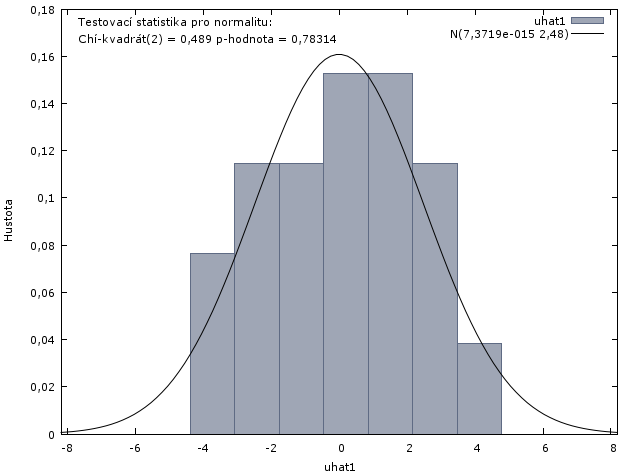 Testovací statistika pro normalitu:
Chí-kvadrát(2) = 0,489 p-hodnota = 0,78314
uhat1
N(7,3719e-015 2,48)
0,18
0,16
0,14
0,12
0,1
0,08
0,06
0,04
0,02
0
Hustota
-8 -6 -4 -2 0 2 4 6 8
uhat1